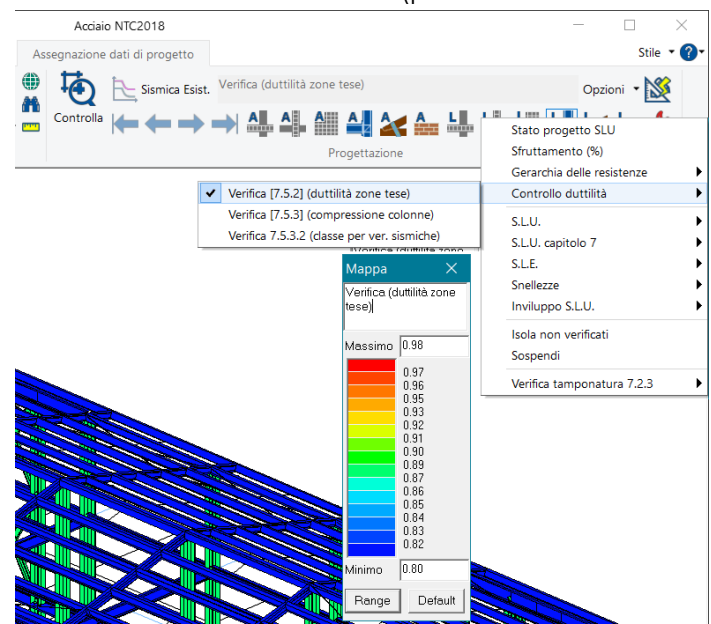 Acciaio NTC2018
Assegnazione dati di progetto
Stile
?
Controlla
Sismica Esist.
Verifica (duttilità zone tese)
Opzioni
A A A A A A L L L L L
Progettazione
Stato progetto SLU
Sfruttamento (%)
Gerarchia delle resistenze
Controllo duttilità
Verifica [7.5.2] (duttilità zone tese)
Verifica [7.5.3] (compressione colonne)
Verifica 7.5.3.2 (classe per ver. sismiche)
S.L.U.
S.L.U. capitolo 7
S.L.E.
Snellezze
Inviluppo S.L.U.
Isola non verificati
Sospendi
Verifica tamponatura 7.2.3
Mappa
Verifica (duttilità zone
tese)
Massimo 0.98
0.97
0.96
0.95
0.93
0.92
0.91
0.90
0.89
0.87
0.86
0.85
0.84
0.83
0.82
Minimo 0.80
Range Default